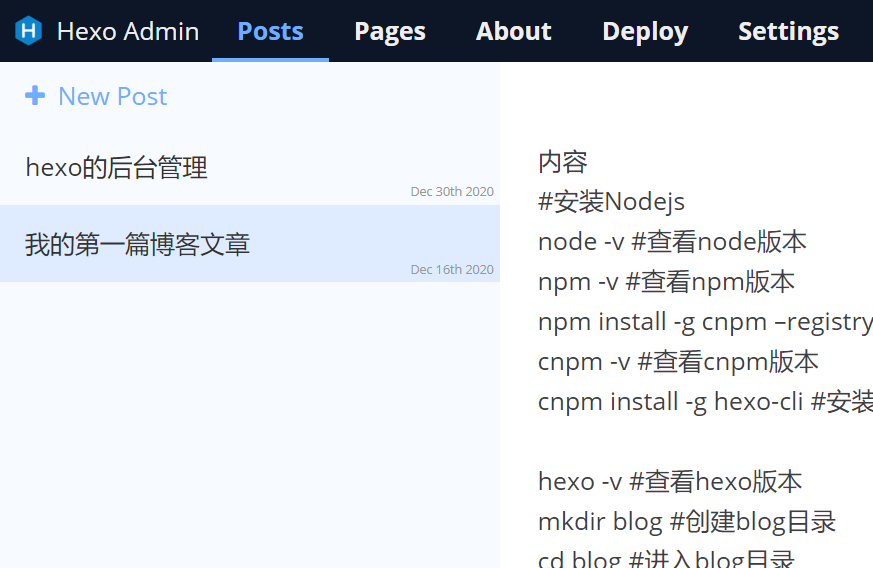 Hexo Admin Posts Pages About Deploy Settings
New Post
hexo的后台管理
Dec 30th 2020
我的第一篇博客文章
Dec 16th 2020
内容
#安装Nodejs
node -v #查看node版本
npm -v #查看npm版本
npm install -g cnpm –registry
cnpm -v #查看cnpm版本
cnpm install -g hexo-cli #安装
hexo -v #查看hexo版本
mkdir blog #创建blog目录
cd blog #进入blog目录